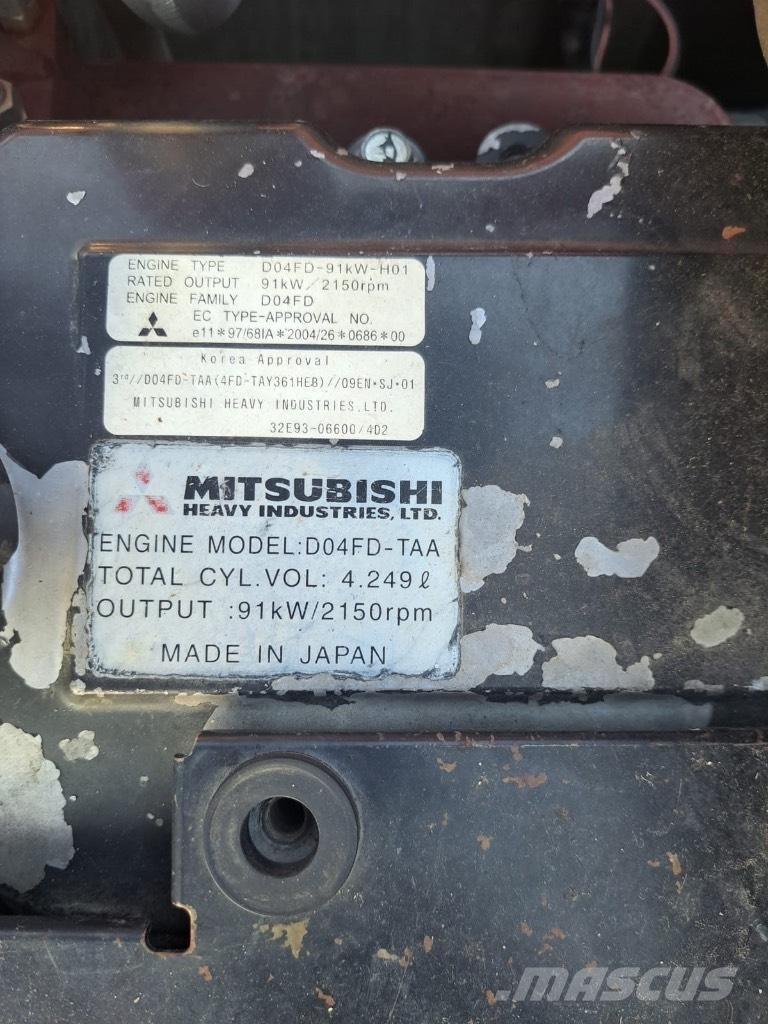 ENGINE TYPE D04FD-91kW-H01
RATED OUTPUT 91kW/2150rpm
ENGINE FAMILY D04FD
EC TYPE-APPROVAL NO.
e11*97/68IA*2004/26*0686*00
Korea Approval
3rd//D04FD-TAA(4FD-TAY361HE8)//09EN·SJ·01
MITSUBISHI HEAVY INDUSTRIES,LTD.
32E93-06600/4D2
MITSUBISHI
HEAVY INDUSTRIES, LTD.
ENGINE MODEL:D04FD-TAA
TOTAL CYL.VOL: 4.249ℓ
OUTPUT :91kW/2150rpm
MADE IN JAPAN
MASCUS